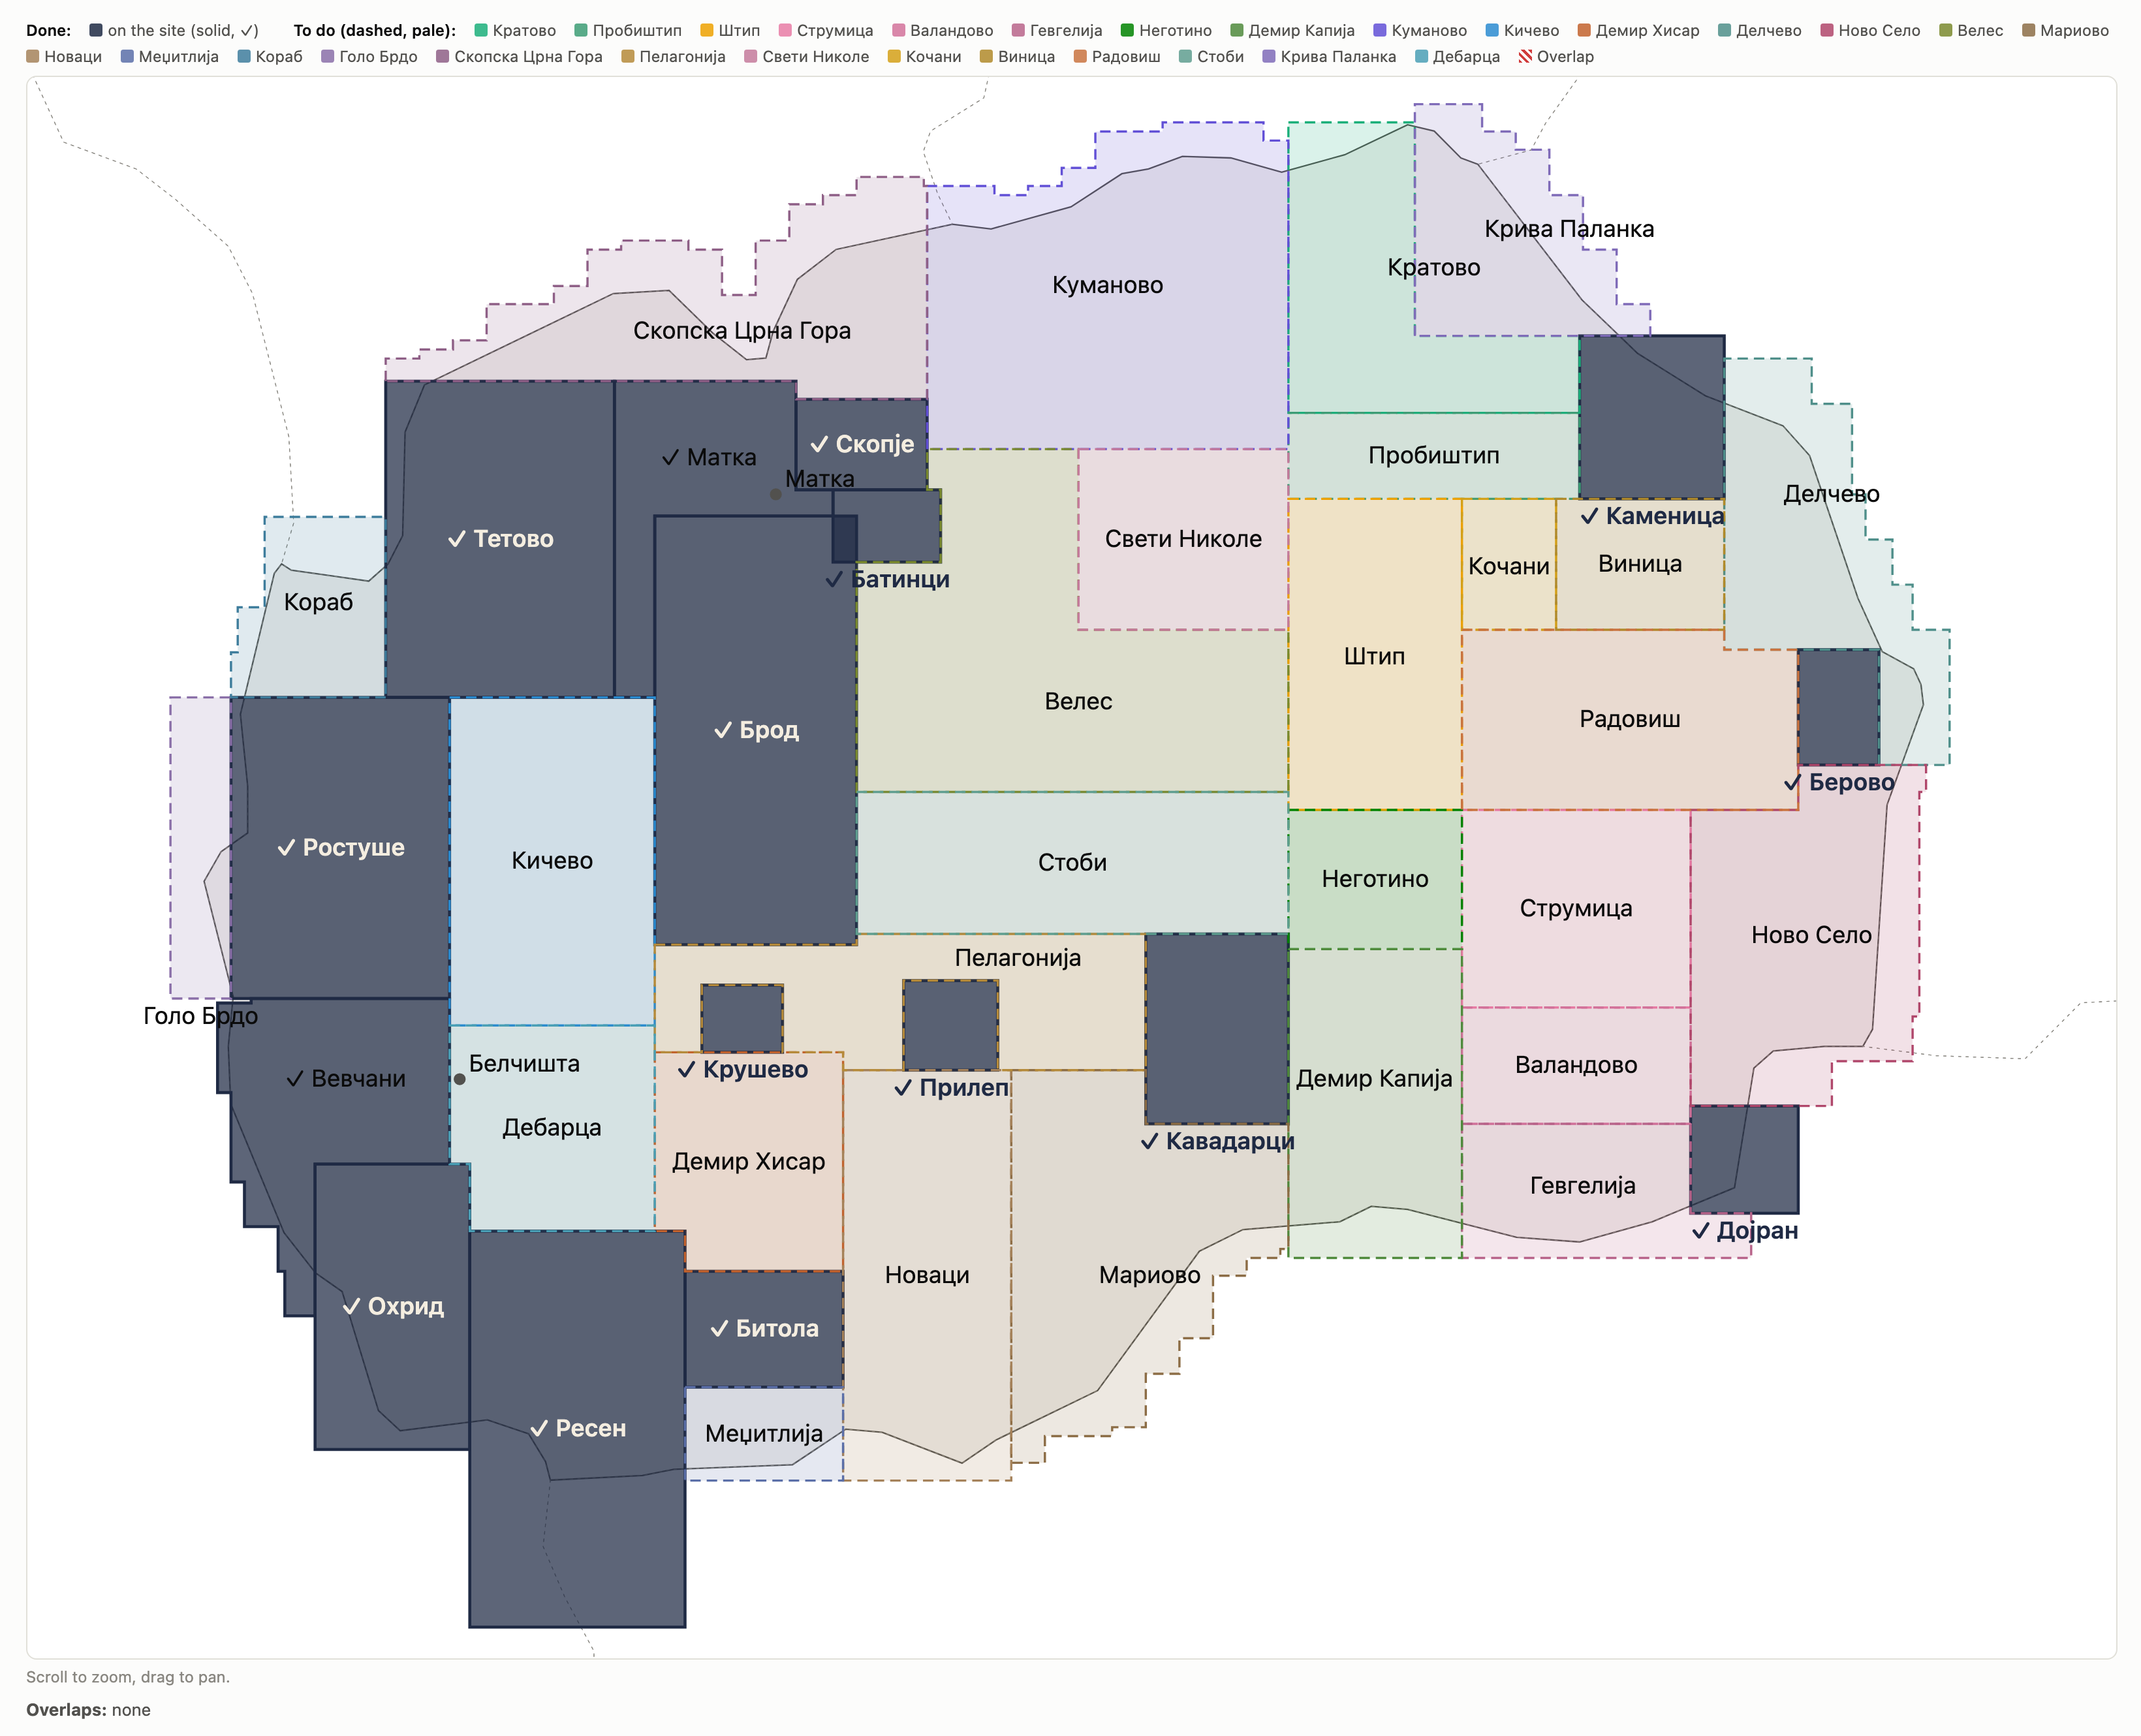 Done: on the site (solid, ✓) To do (dashed, pale): Кратово Пробиштип Штип Струмица Валандово Гевгелија Неготино Демир Капија Куманово Кичево Демир Хисар Делчево Ново Село Велес Мариово
Новаци Меџитлија Кораб Голо Брдо Скопска Црна Гора Пелагонија Свети Николе Кочани Виница Радовиш Стоби Крива Паланка Дебарца Overlap
Крива Паланка
Кратово
Куманово
Скопска Црна Гора
✓ Скопје
✓ Матка
Матка
Пробиштип
Делчево
✓ Каменица
✓ Тетово
Свети Николе
Кочани
Виница
✓ Батинци
Кораб
Штип
Велес
Радовиш
✓ Брод
✓ Берово
✓ Ростуше
Кичево
Стоби
Неготино
Струмица
Ново Село
Пелагонија
Голо Брдо
Белчишта
✓ Вевчани
✓ Крушево
✓ Прилеп
Демир Капија
Валандово
Дебарца
✓ Кавадарци
Демир Хисар
Гевгелија
✓ Дојран
Новаци
Мариово
✓ Охрид
✓ Битола
✓ Ресен
Меџитлија
Scroll to zoom, drag to pan.
Overlaps: none